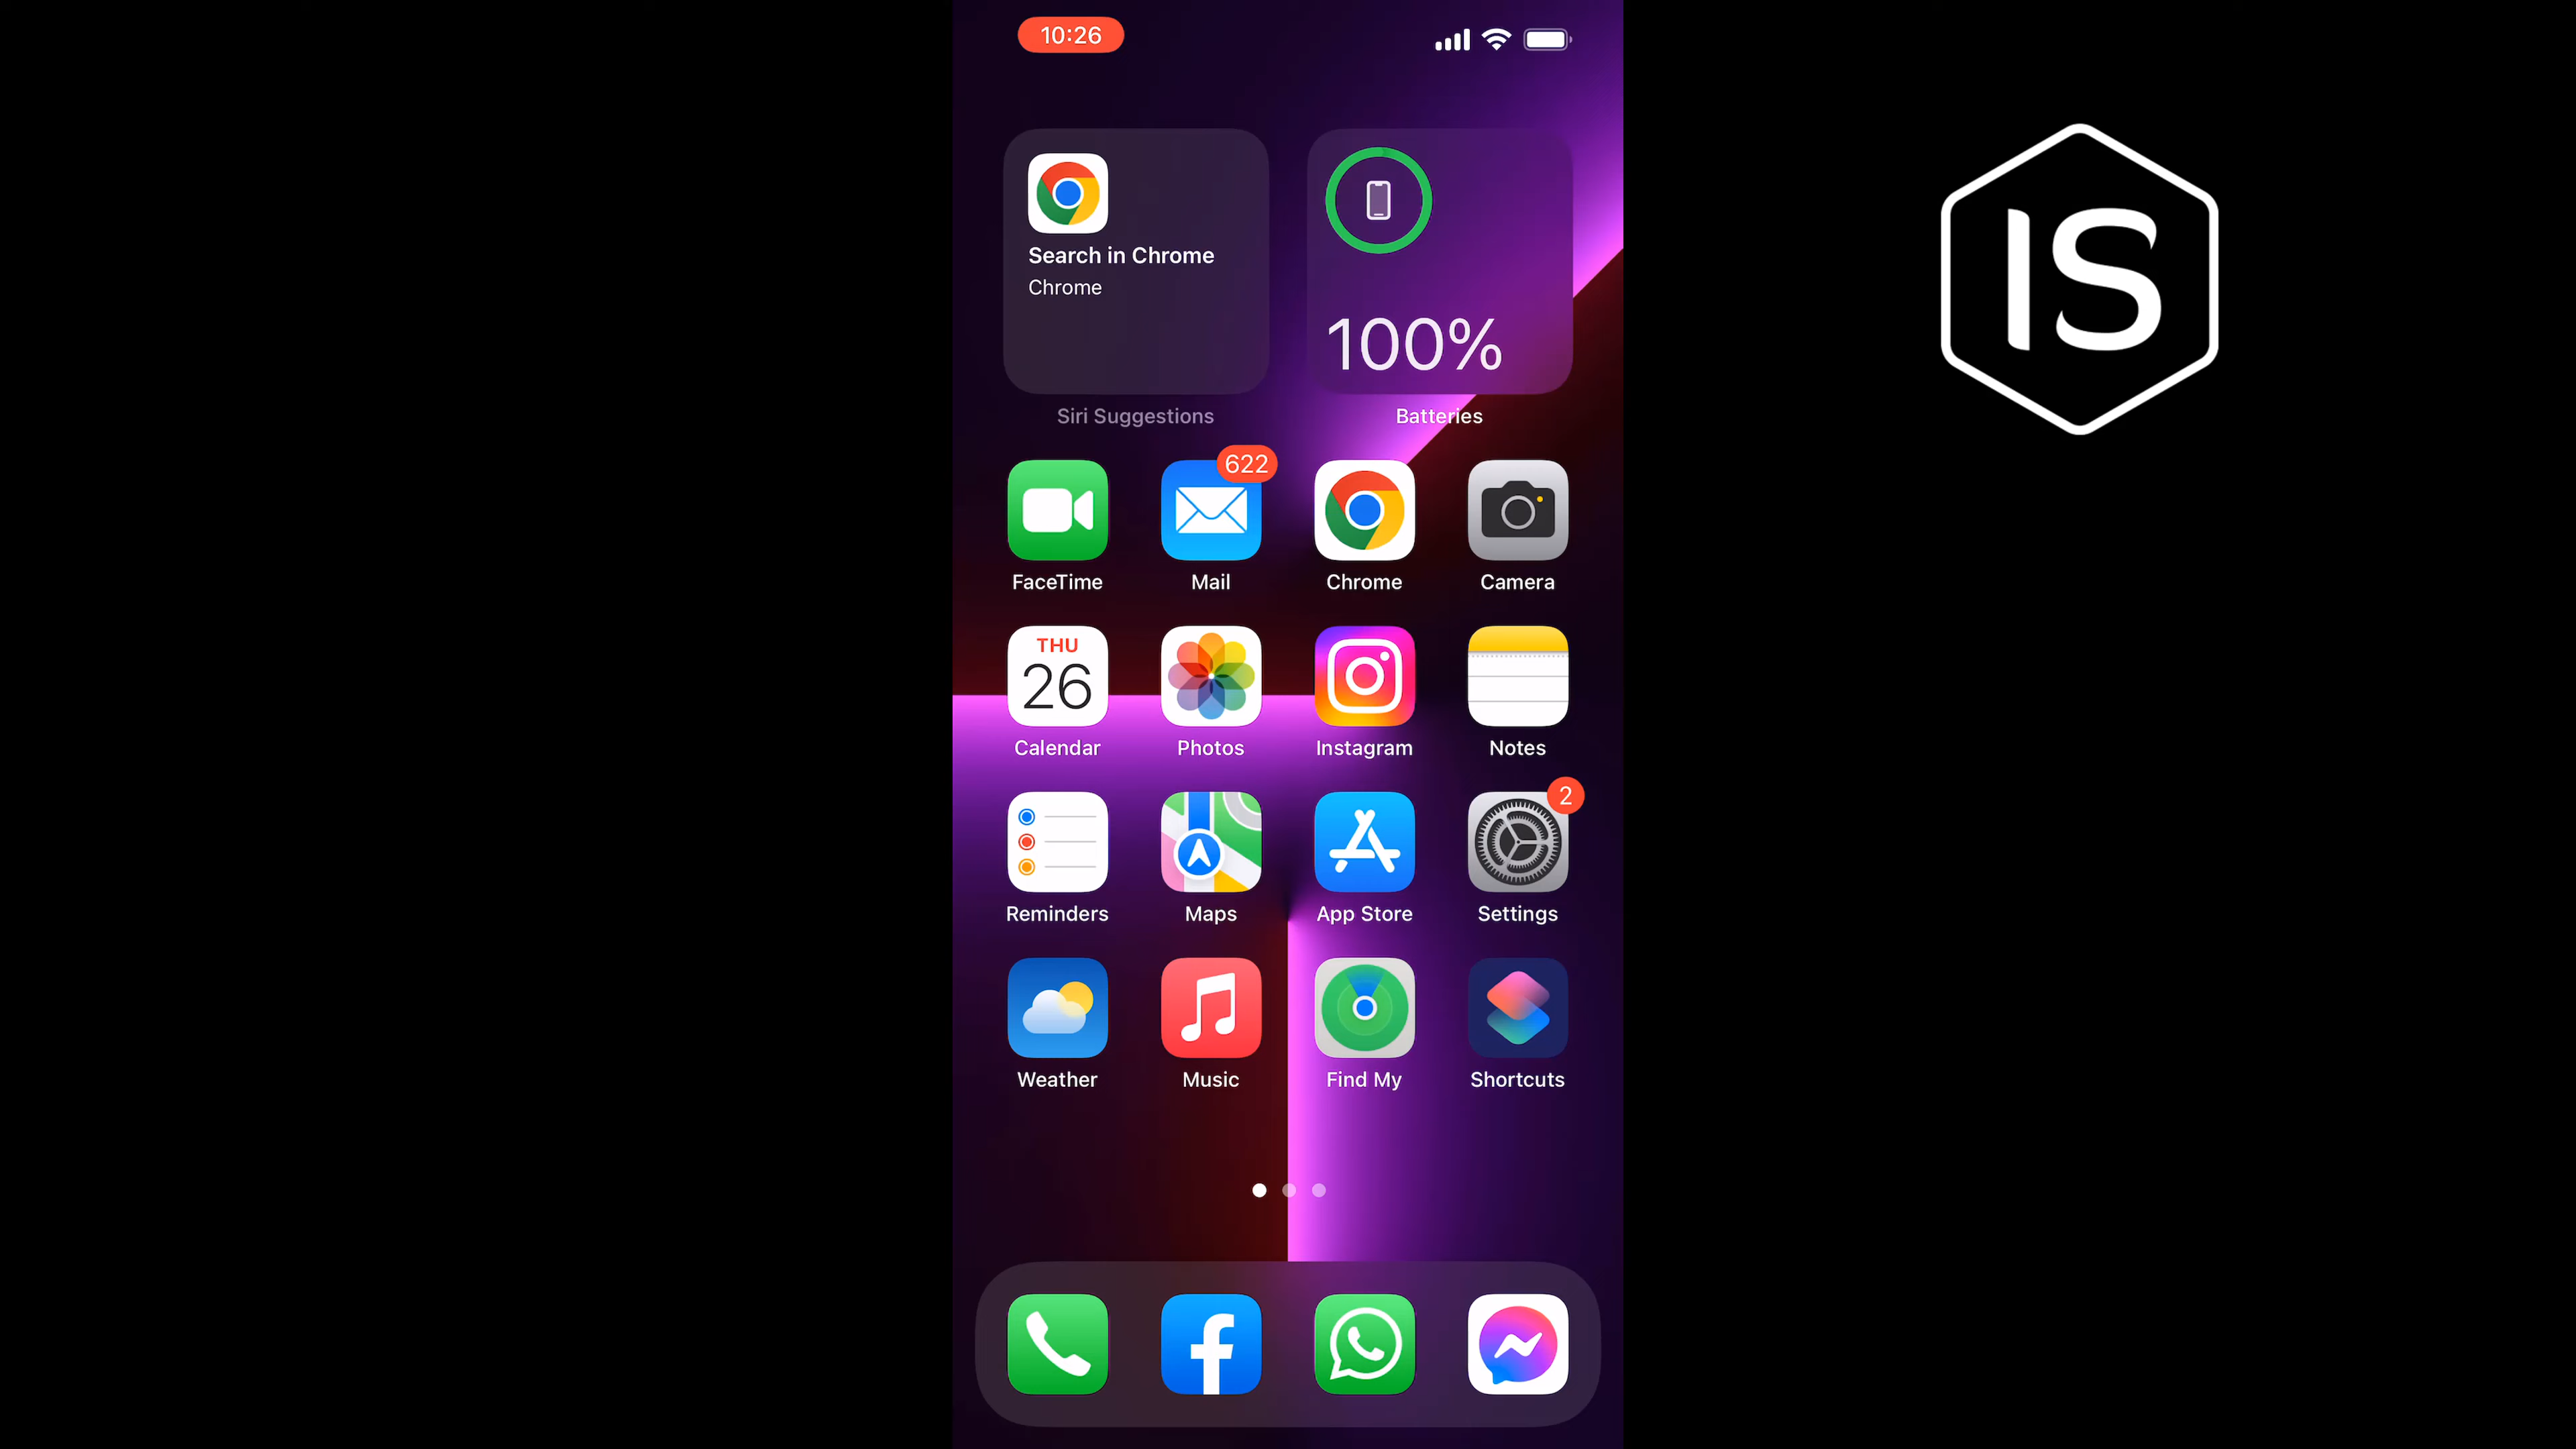 10:26
IS
Search in Chrome
Chrome
100%
Siri Suggestions
Batteries
622
FaceTime
Mail
Chrome
Camera
THU
26
Calendar
Photos
Instagram
Notes
2
Reminders
Maps
App Store
Settings
Weather
Music
Find My
Shortcuts